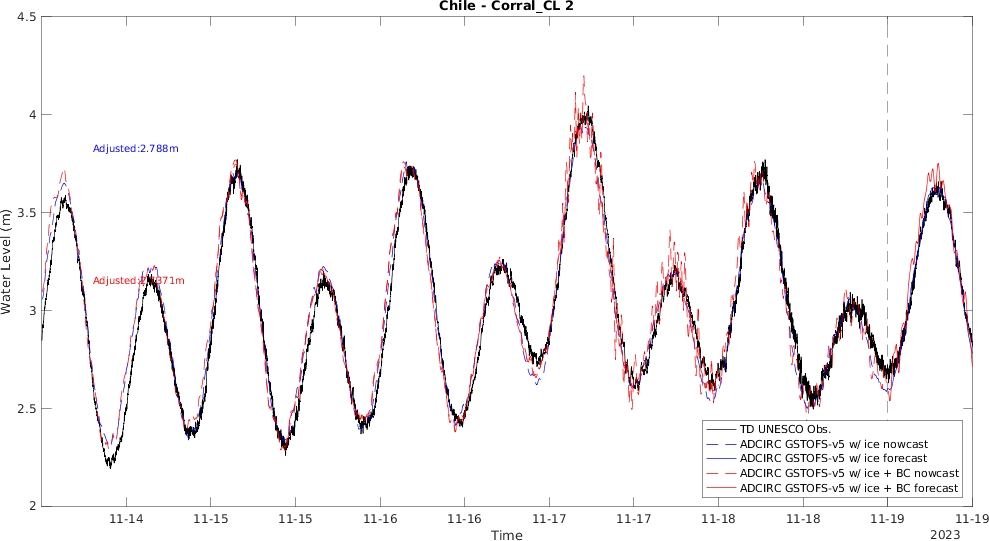 Chile - Corral_CL 2
4.5
4
3.5
3
2.5
2
Water Level (m)
Adjusted:2.788m
11-14
11-15
11-15
11-16
11-16
11-17
11-17
11-18
11-18
11-19
11-19
Time
2023
TD UNESCO Obs.
ADCIRC GSTOFS-v5 w/ ice nowcast
ADCIRC GSTOFS-v5 w/ ice forecast
ADCIRC GSTOFS-v5 w/ ice + BC nowcast
ADCIRC GSTOFS-v5 w/ ice + BC forecast